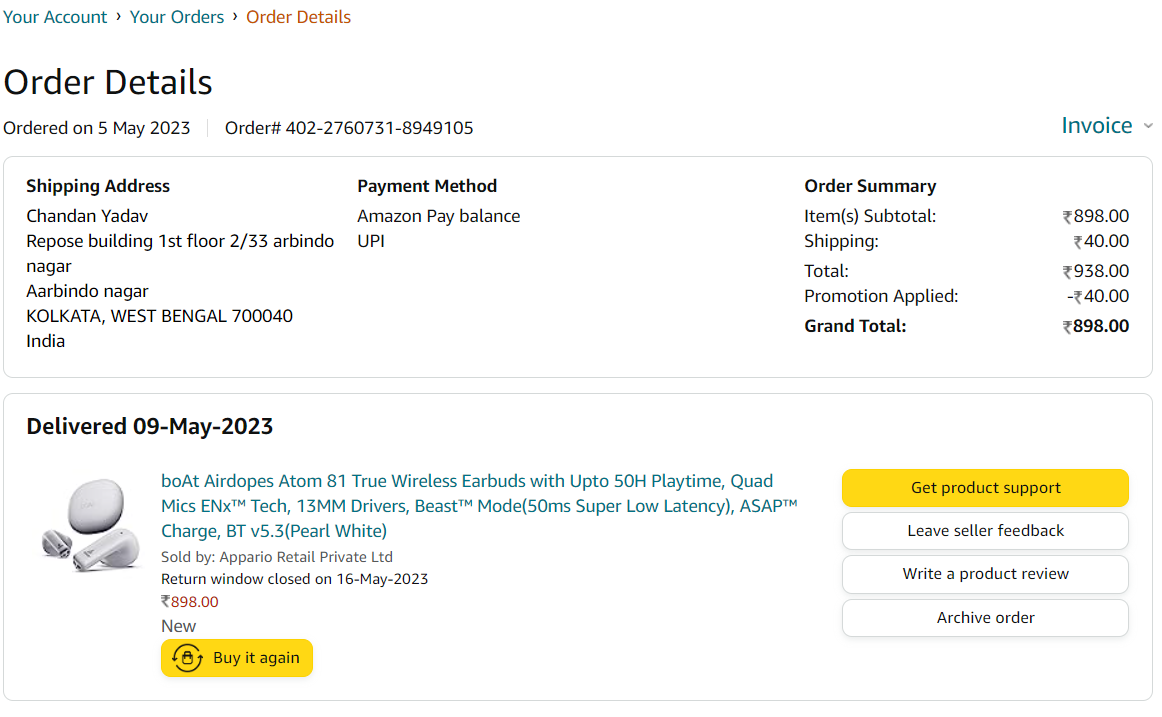 Your Account › Your Orders › Order Details
Order Details
Ordered on 5 May 2023 Order# 402-2760731-8949105 Invoice
Shipping Address
Chandan Yadav
Repose building 1st floor 2/33 arbindo
nagar
Aarbindo nagar
KOLKATA, WEST BENGAL 700040
India
Payment Method
Amazon Pay balance
UPI
Order Summary
Item(s) Subtotal: ₹898.00
Shipping: ₹40.00
Total: ₹938.00
Promotion Applied: -₹40.00
Grand Total: ₹898.00
Delivered 09-May-2023
boAt Airdopes Atom 81 True Wireless Earbuds with Upto 50H Playtime, Quad
Mics ENx™ Tech, 13MM Drivers, Beast™ Mode(50ms Super Low Latency), ASAP™
Charge, BT v5.3(Pearl White)
Sold by: Appario Retail Private Ltd
Return window closed on 16-May-2023
₹898.00
New
Buy it again
Get product support
Leave seller feedback
Write a product review
Archive order